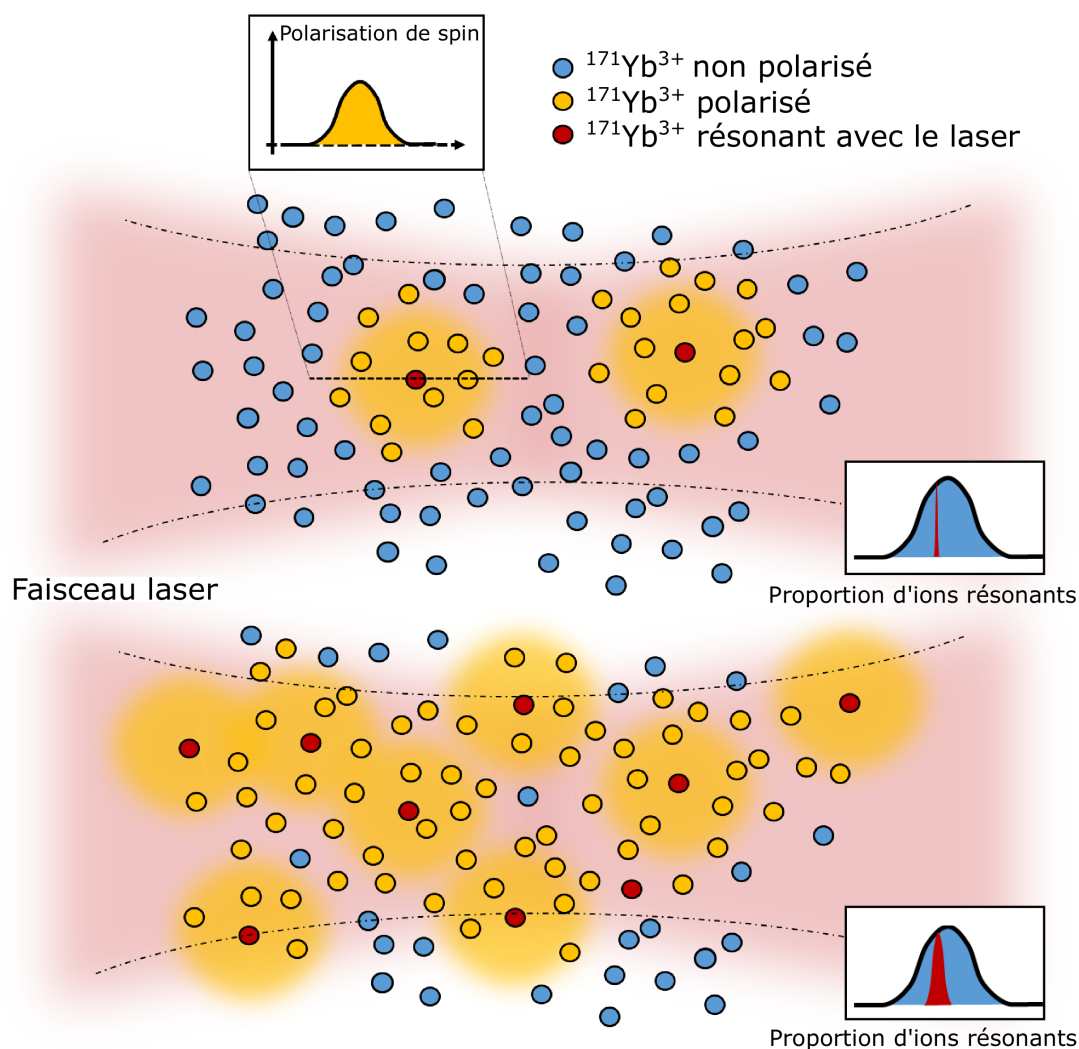 Polarisation de spin
¹⁷¹Yb³⁺ non polarisé
¹⁷¹Yb³⁺ polarisé
¹⁷¹Yb³⁺ résonant avec le laser
Proportion d'ions résonants
Faisceau laser
Proportion d'ions résonants